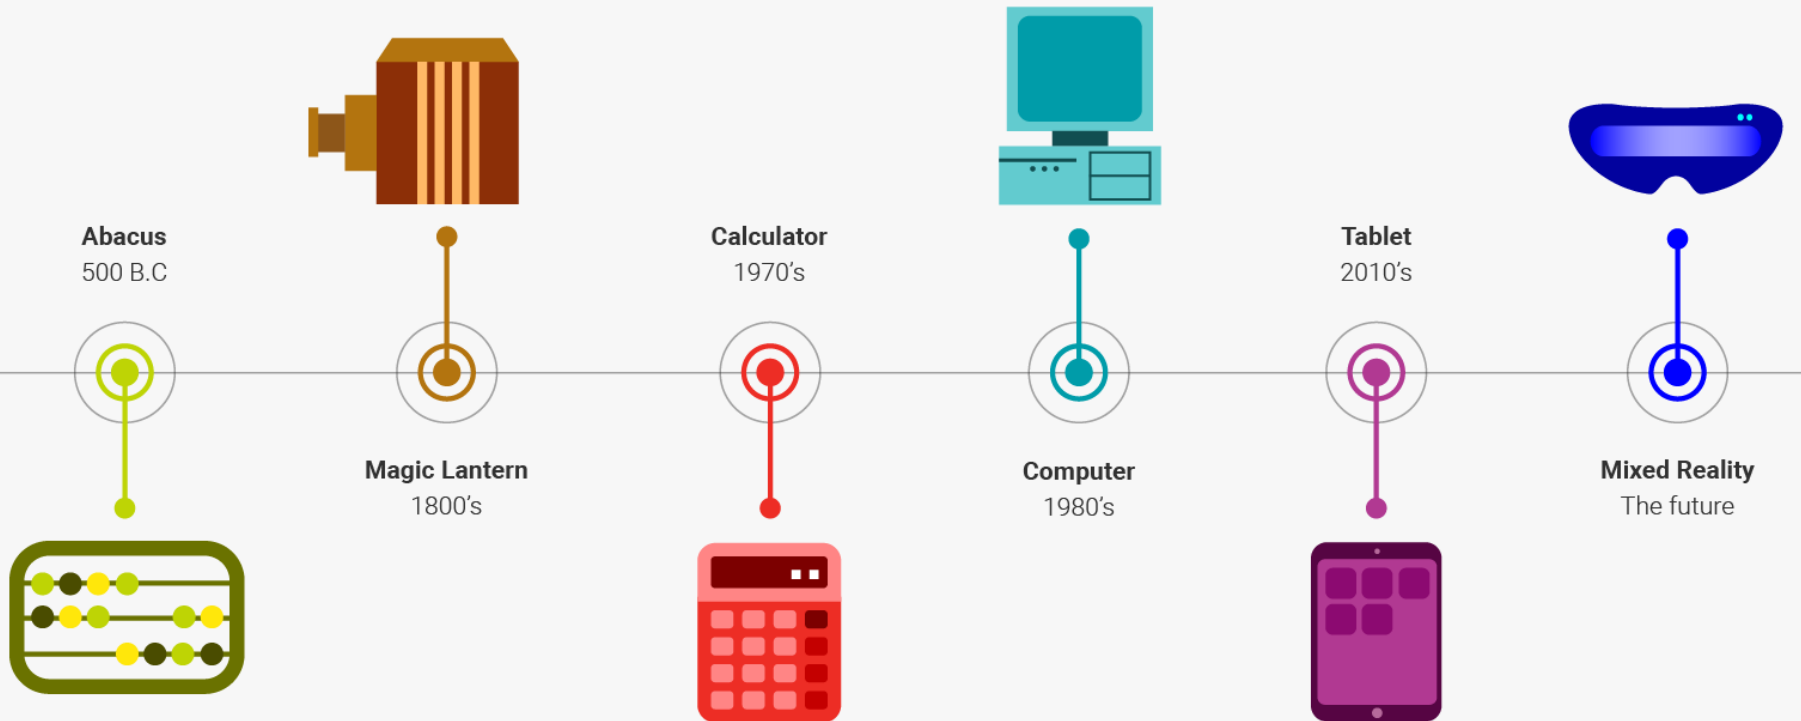 Abacus
500 B.C
Magic Lantern
1800’s
Calculator
1970’s
Computer
1980’s
Tablet
2010’s
Mixed Reality
The future